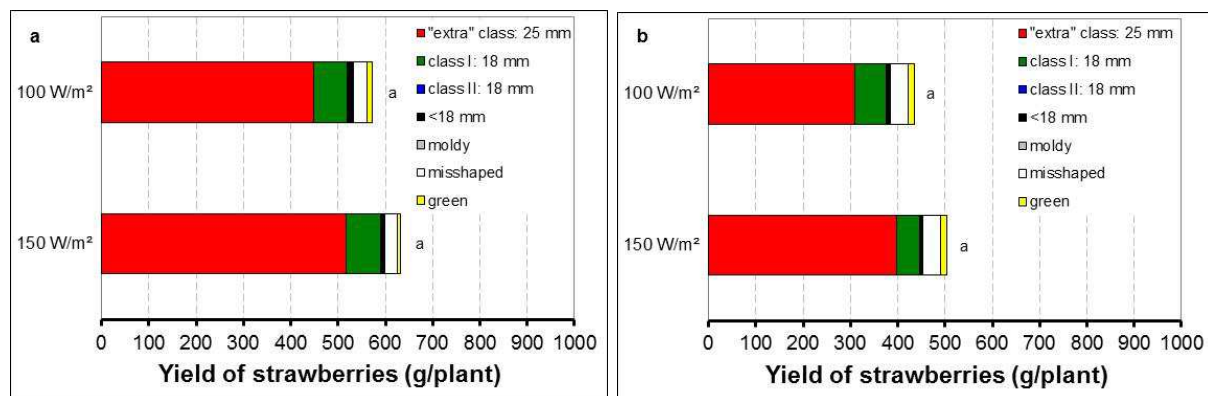 a
"extra" class: 25 mm
class I: 18 mm
class II: 18 mm
<18 mm
moldy
misshaped
green
100 W/m²
a
150 W/m²
a
0 100 200 300 400 500 600 700 800 900 1000
Yield of strawberries (g/plant)
b
"extra" class: 25 mm
class I: 18 mm
class II: 18 mm
<18 mm
moldy
misshaped
green
100 W/m²
a
150 W/m²
a
0 100 200 300 400 500 600 700 800 900 1000
Yield of strawberries (g/plant)